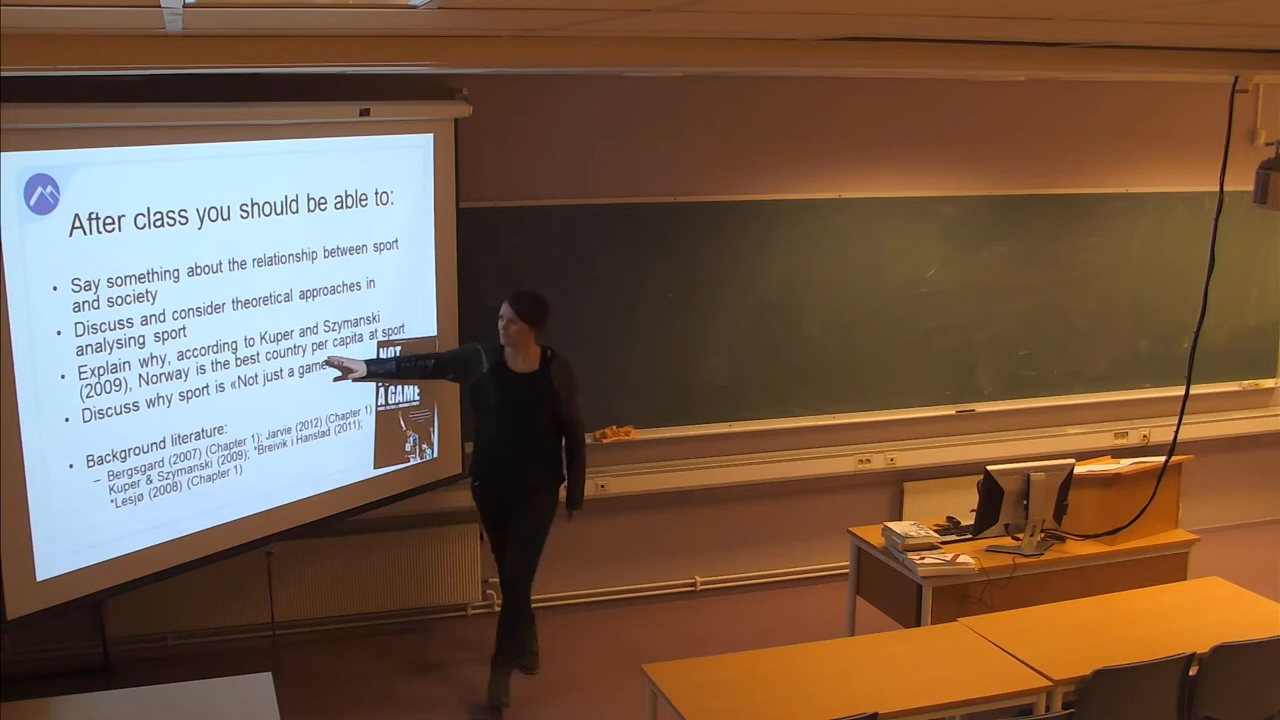 After class you should be able to:
• Say something about the relationship between sport
and society
• Discuss and consider theoretical approaches in
analysing sport
• Explain why, according to Kuper and Szymanski
(2009), Norway is the best country per capita at sport
• Discuss why sport is «Not just a game
NOT
A GAME
• Background literature:
– Bergsgard (2007) (Chapter 1); Jarvie (2012) (Chapter 1)
Kuper & Szymanski (2009); *Breivik i Hanstad (2011);
*Lesjø (2008) (Chapter 1)